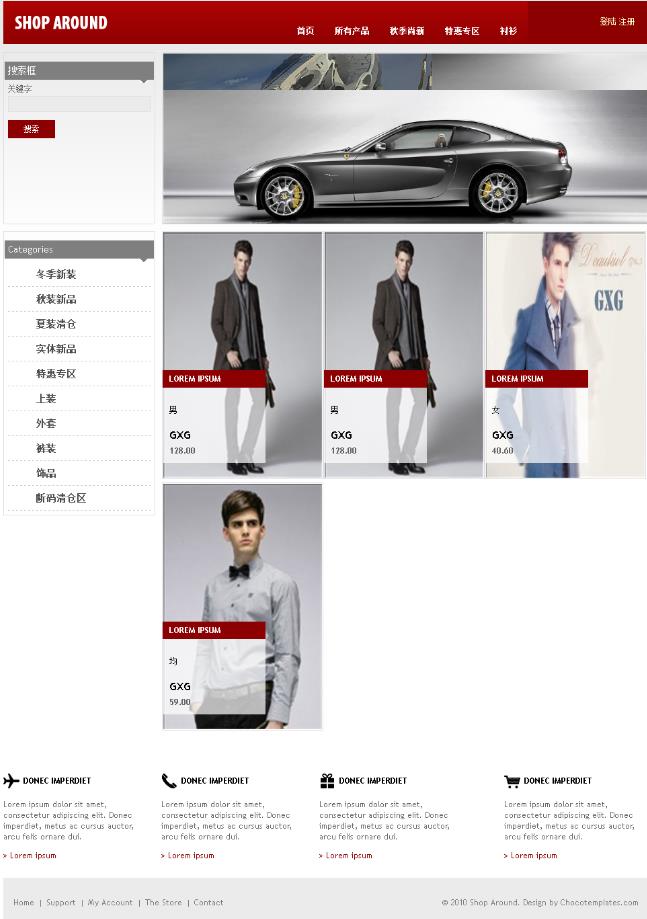 SHOP AROUND
首页 所有产品 秋季尚新 特惠专区 衬衫
登陆 注册
搜索框
关键字
搜索
Categories
冬季新装
秋装新品
夏装清仓
实体新品
特惠专区
上装
外套
裤装
饰品
断码清仓区
LOREM IPSUM
男
GXG
128.00
LOREM IPSUM
男
GXG
128.00
Beautiful
GXG
LOREM IPSUM
女
GXG
40.60
LOREM IPSUM
均
GXG
59.00
DONEC IMPERDIET
Lorem ipsum dolor sit amet,
consectetur adipiscing elit. Donec
imperdiet, metus ac cursus auctor,
arcu felis ornare dui.
> Lorem ipsum
DONEC IMPERDIET
Lorem ipsum dolor sit amet,
consectetur adipiscing elit. Donec
imperdiet, metus ac cursus auctor,
arcu felis ornare dui.
> Lorem ipsum
DONEC IMPERDIET
Lorem ipsum dolor sit amet,
consectetur adipiscing elit. Donec
imperdiet, metus ac cursus auctor,
arcu felis ornare dui.
> Lorem ipsum
DONEC IMPERDIET
Lorem ipsum dolor sit amet,
consectetur adipiscing elit. Donec
imperdiet, metus ac cursus auctor,
arcu felis ornare dui.
> Lorem ipsum
Home | Support | My Account | The Store | Contact
© 2010 Shop Around. Design by Chocotemplates.com